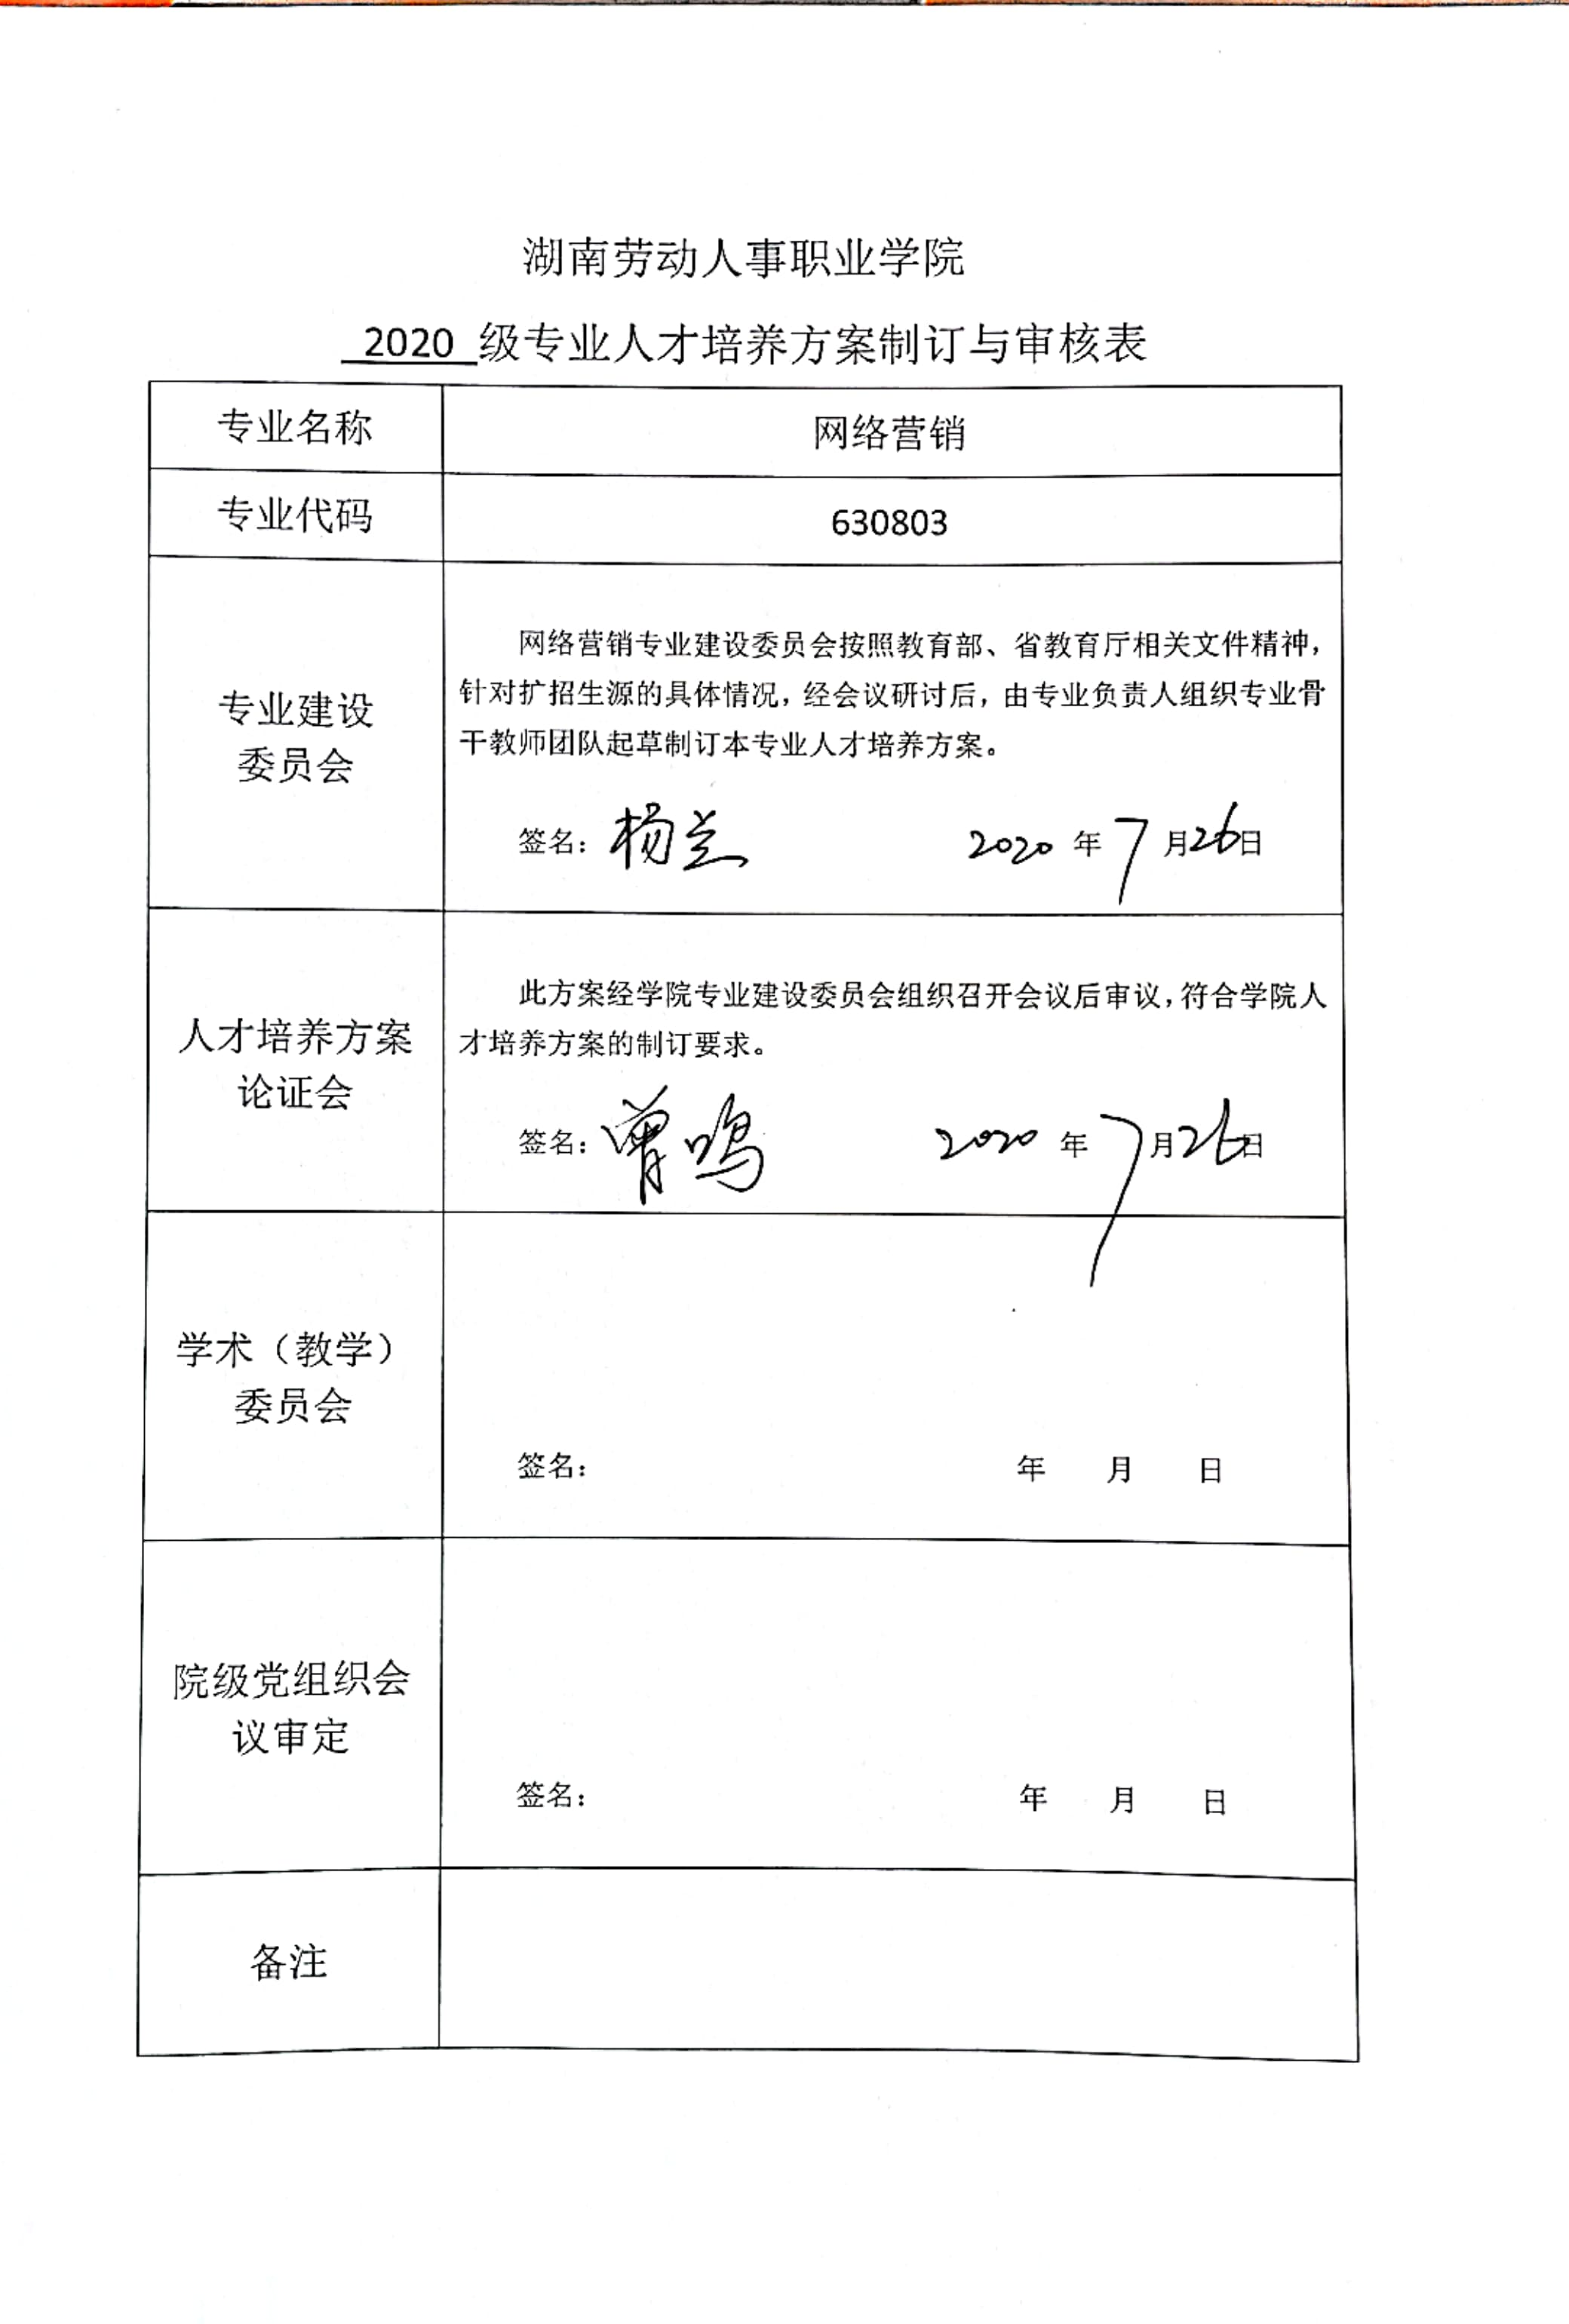 湖南劳动人事职业学院
2020 级专业人才培养方案制订与审核表
专业名称
网络营销
专业代码
630803
专业建设
委员会
网络营销专业建设委员会按照教育部、省教育厅相关文件精神，
针对扩招生源的具体情况，经会议研讨后，由专业负责人组织专业骨
干教师团队起草制订本专业人才培养方案。
签名：杨 2020 年 7 月 26 日
人才培养方案
论证会
此方案经学院专业建设委员会组织召开会议后审议，符合学院人
才培养方案的制订要求。
签名：曾鸣 2020 年 7 月 26 日
学术（教学）
委员会
签名： 年 月 日
院级党组织会
议审定
签名： 年 月 日
备注